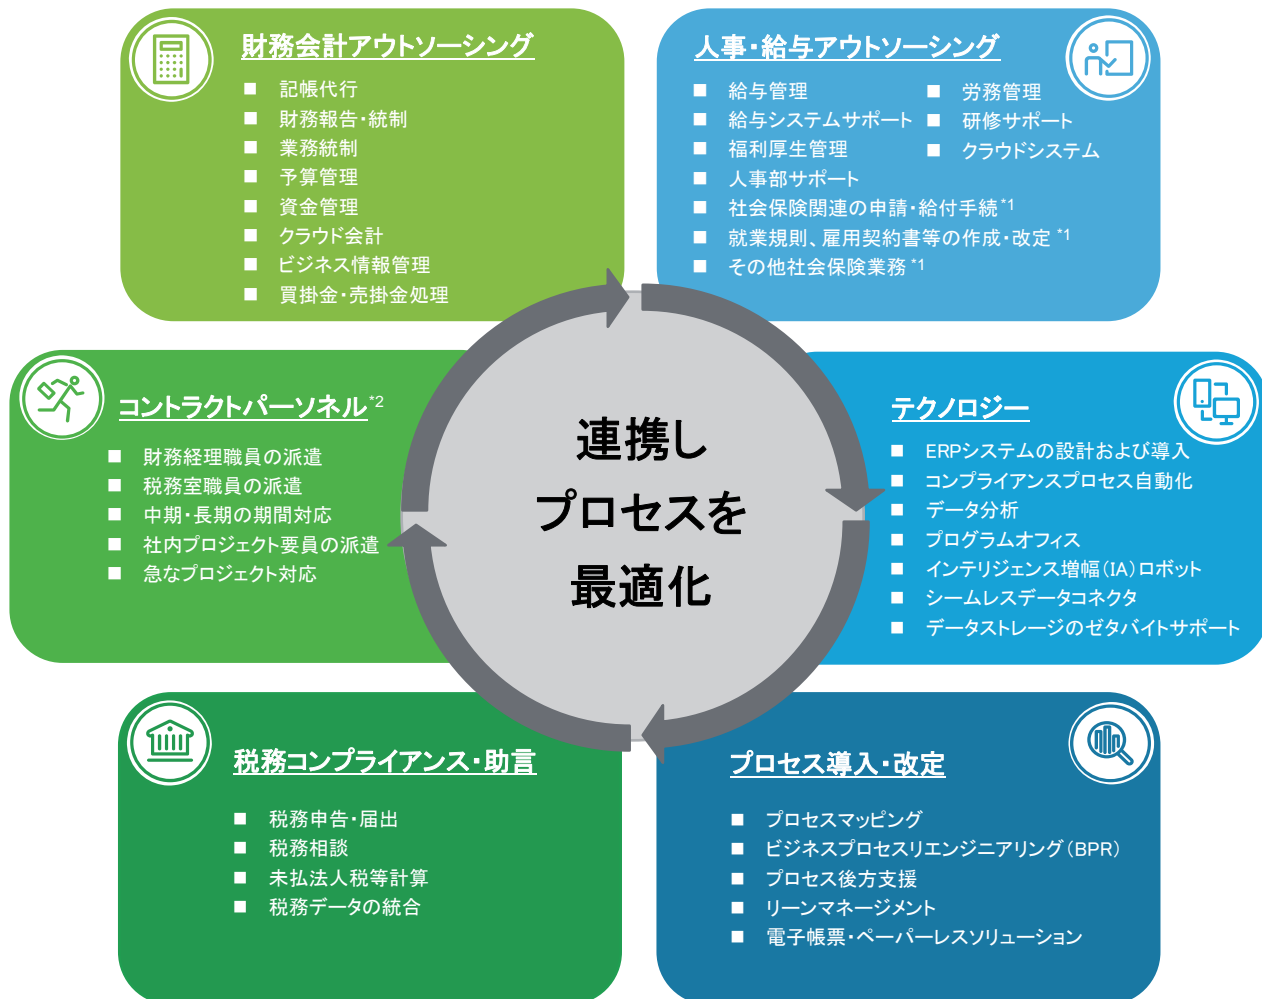 財務会計アウトソーシング
■ 記帳代行
■ 財務報告・統制
■ 業務統制
■ 予算管理
■ 資金管理
■ クラウド会計
■ ビジネス情報管理
■ 買掛金・売掛金処理
人事・給与アウトソーシング
■ 給与管理
■ 給与システムサポート
■ 福利厚生管理
■ 人事部サポート
■ 社会保険関連の申請・給付手続*1
■ 就業規則、雇用契約書等の作成・改定*1
■ その他社会保険業務*1
■ 労務管理
■ 研修サポート
■ クラウドシステム
コントラクトパーソネル*2
■ 財務経理職員の派遣
■ 税務室職員の派遣
■ 中期・長期の期間対応
■ 社内プロジェクト要員の派遣
■ 急なプロジェクト対応
連携し
プロセスを
最適化
テクノロジー
■ ERPシステムの設計および導入
■ コンプライアンスプロセス自動化
■ データ分析
■ プログラムオフィス
■ インテリジェンス増幅(IA)ロボット
■ シームレスデータコネクタ
■ データストレージのゼタバイトサポート
税務コンプライアンス・助言
■ 税務申告・届出
■ 税務相談
■ 未払法人税等計算
■ 税務データの統合
プロセス導入・改定
■ プロセスマッピング
■ ビジネスプロセスリエンジニアリング(BPR)
■ プロセス後方支援
■ リーンマネージメント
■ 電子帳票・ペーパーレスソリューション